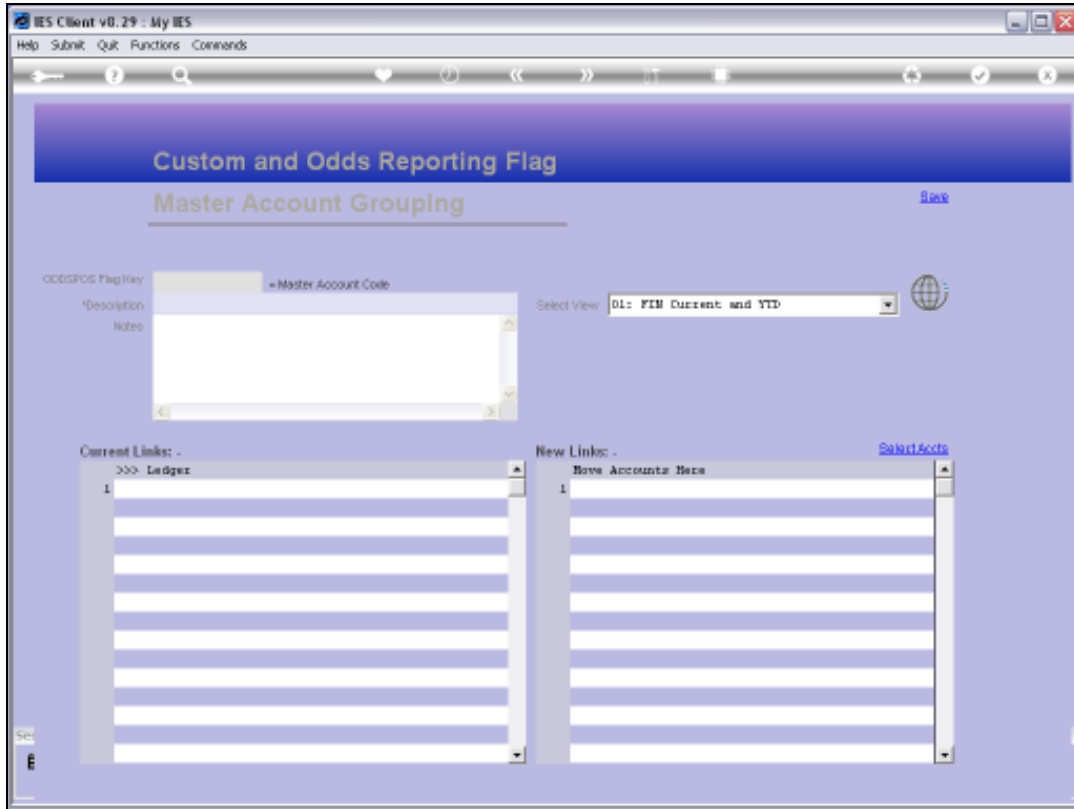 IES Client v8.29 : My IES
Help Submit Quit Functions Commands
Custom and Odds Reporting Flag
Master Account Grouping
Save
ODDSPOS Flag Key
= Master Account Code
*Description
Select View
01: FIN Current and YTD
Notes
Current Links: -
New Links: -
Select Accts
>>> Ledger
Move Accounts Here
1
1